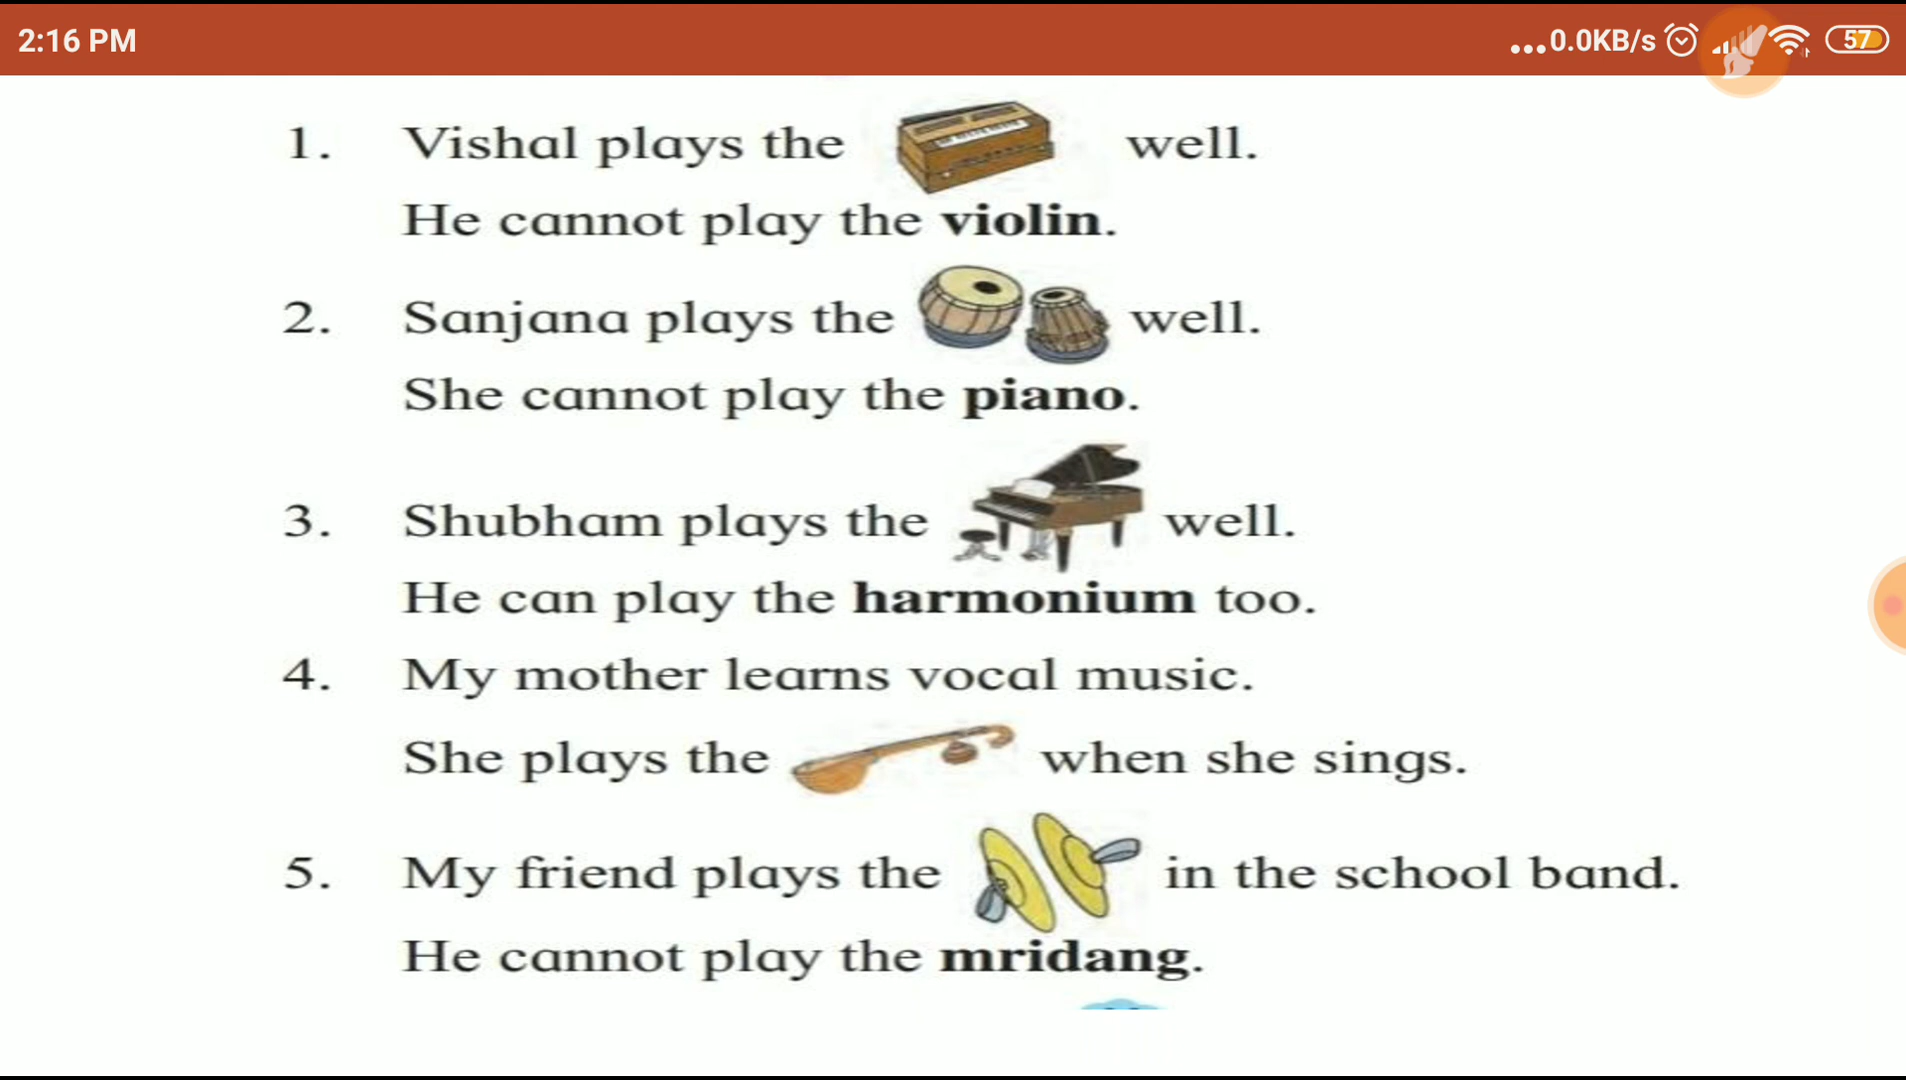 2:16 PM ...0.0KB/s 57
1. Vishal plays the well.
He cannot play the violin.
2. Sanjana plays the well.
She cannot play the piano.
3. Shubham plays the well.
He can play the harmonium too.
4. My mother learns vocal music.
She plays the when she sings.
5. My friend plays the in the school band.
He cannot play the mridang.